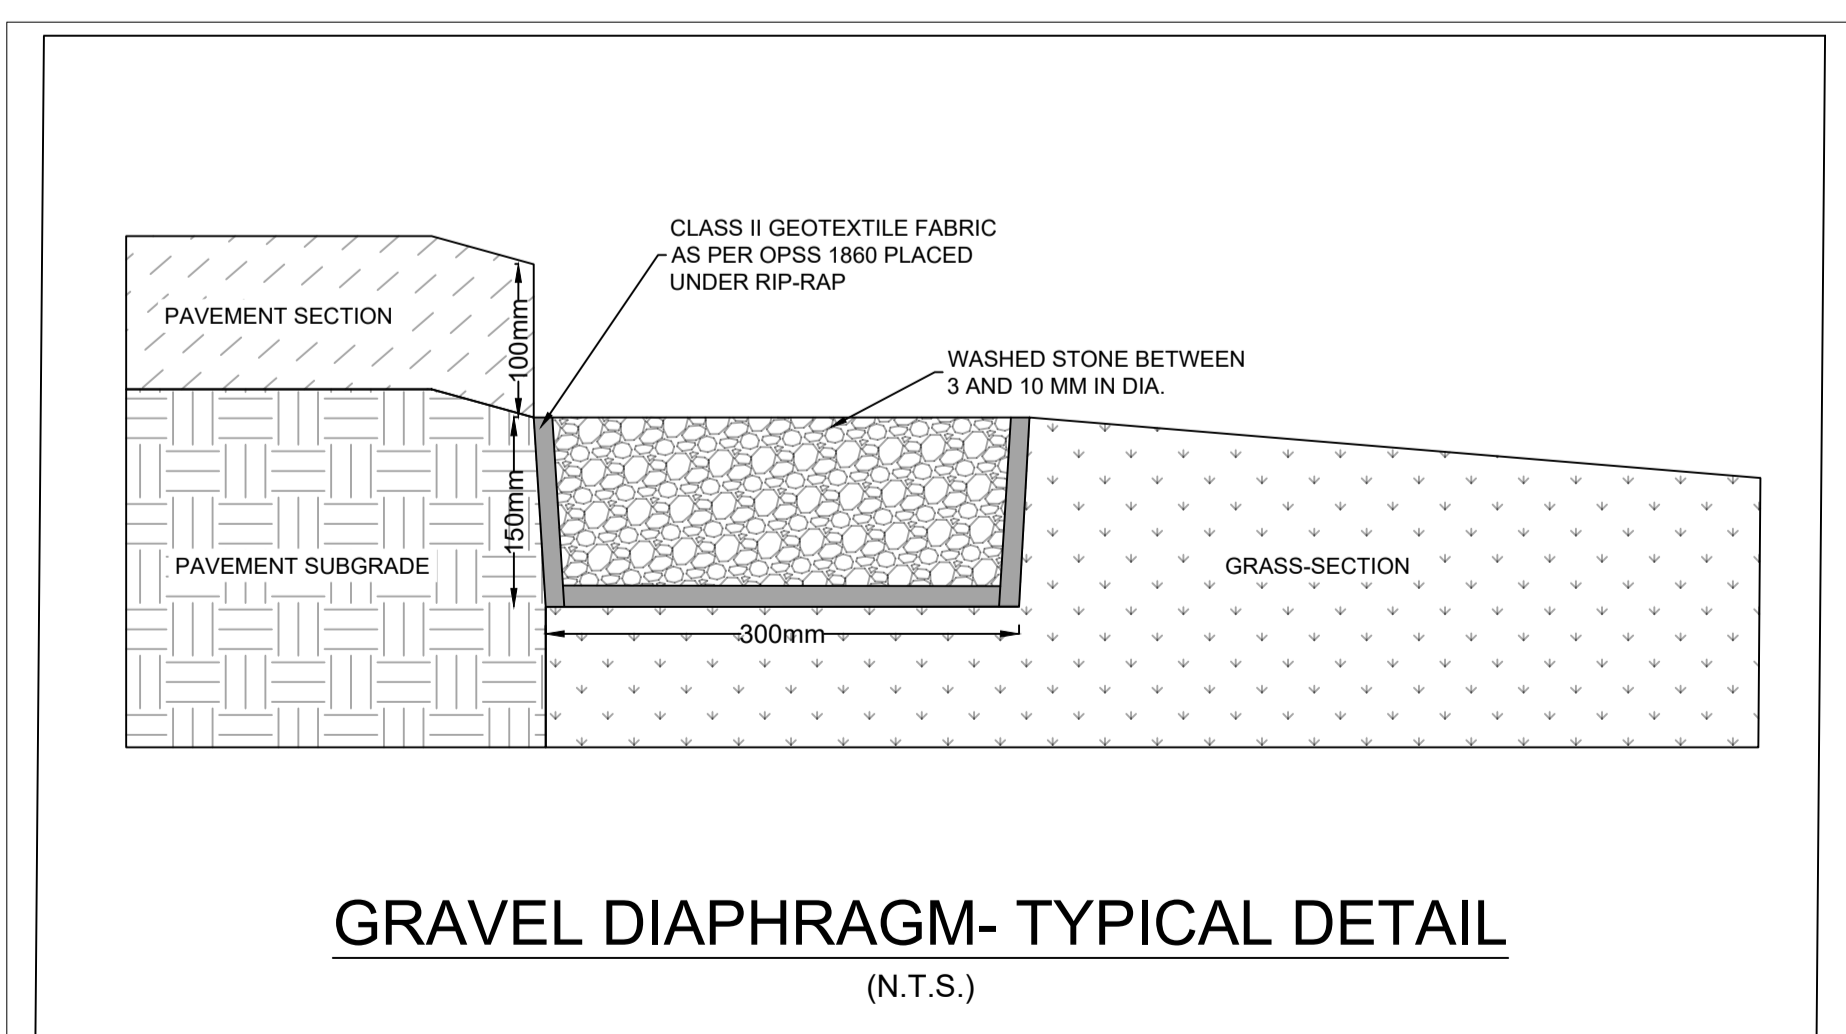 CLASS II GEOTEXTILE FABRIC
AS PER OPSS 1860 PLACED
UNDER RIP-RAP
PAVEMENT SECTION
100mm
WASHED STONE BETWEEN
3 AND 10 MM IN DIA.
150mm
PAVEMENT SUBGRADE
GRASS-SECTION
300mm
GRAVEL DIAPHRAGM- TYPICAL DETAIL
(N.T.S.)